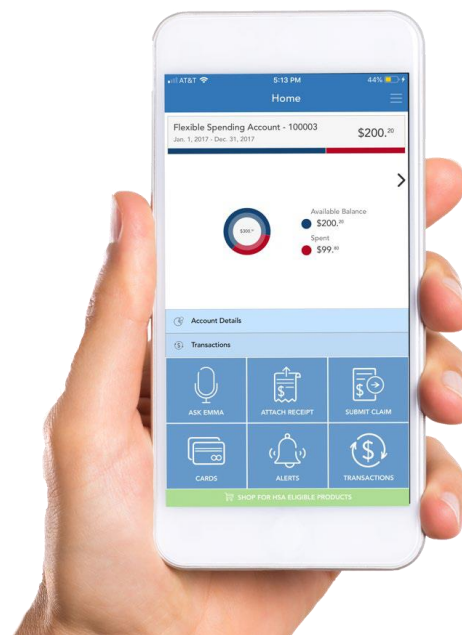 AT&T 5:13 PM 44%
Home
Flexible Spending Account - 100003
$200.20
Jan. 1, 2017 - Dec. 31, 2017
Available Balance
$200.20
Spent
$99.80
ASK EMMA ATTACH RECEIPT SUBMIT CLAIM
Account Details
Transactions
CARDS ALERTS TRANSACTIONS
SHOP FOR HSA ELIGIBLE PRODUCTS